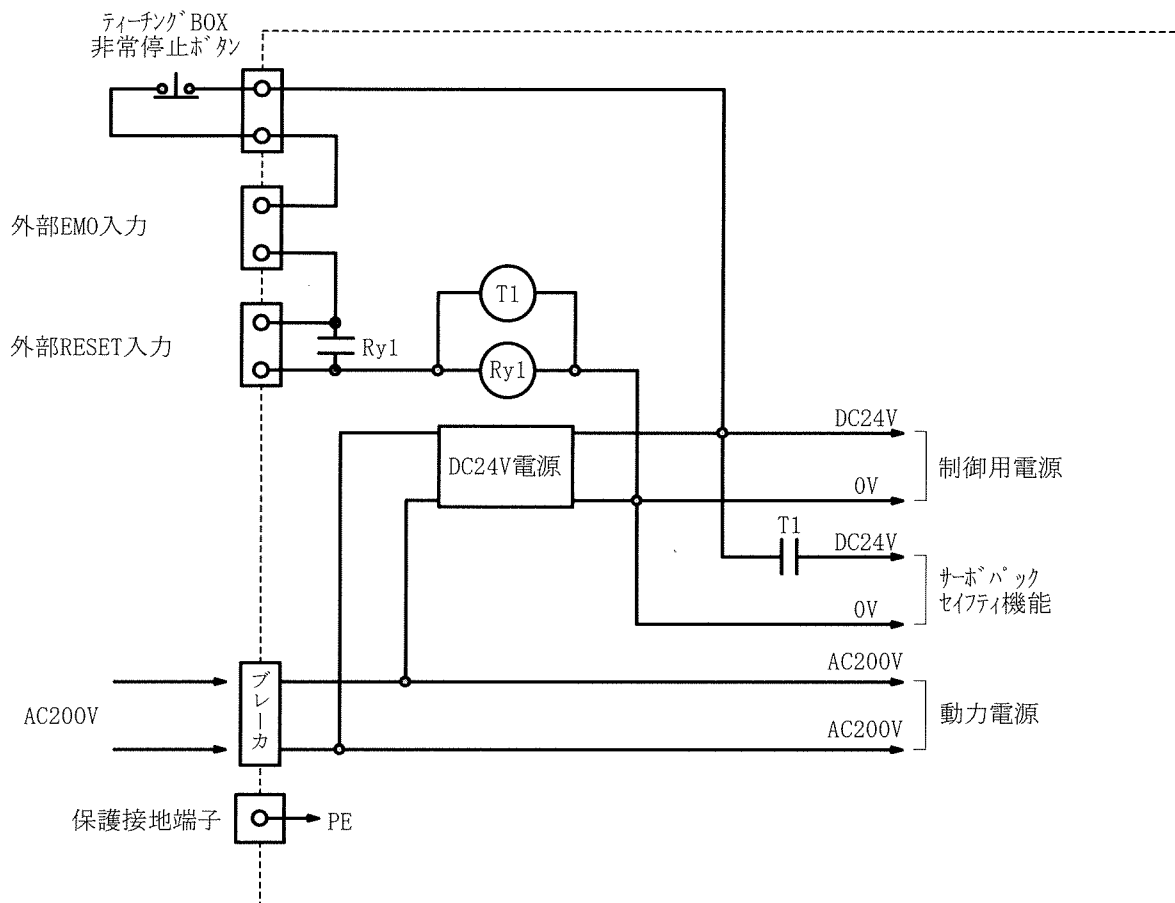 ティーチングBOX
非常停止ボタン
外部EMO入力
T1
外部RESET入力
Ry1
Ry1
DC24V
DC24V電源
制御用電源
0V
T1
DC24V
サーボパック
セイフティ機能
0V
AC200V
ブレーカ
AC200V
動力電源
AC200V
保護接地端子
PE